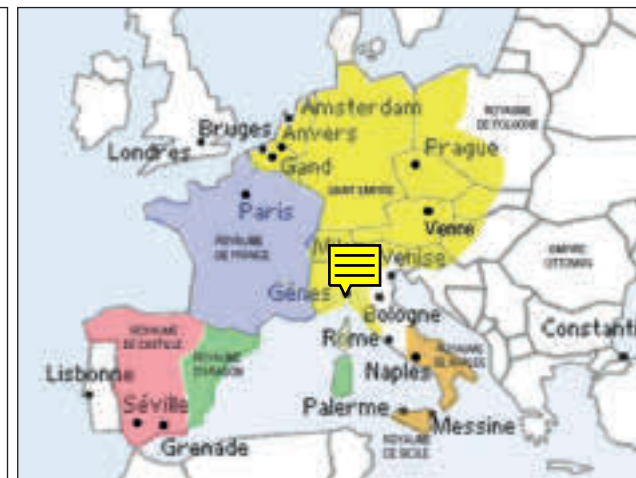 Amsterdam
ROYAUME
DE POLOGNE
Bruges
Anvers
Londres
Gand
Prague
SAINT EMPIRE
Paris
Vienne
ROYAUME
DE FRANCE
Venise
EMPIRE
OTTOMAN
Gênes
Bologne
ROYAUME
DE CASTILLE
Rome
Constanti
ROYAUME
D'ARAGON
Lisbonne
Naples
Séville
Palerme
Messine
Grenade
ROYAUME
DE SICILE